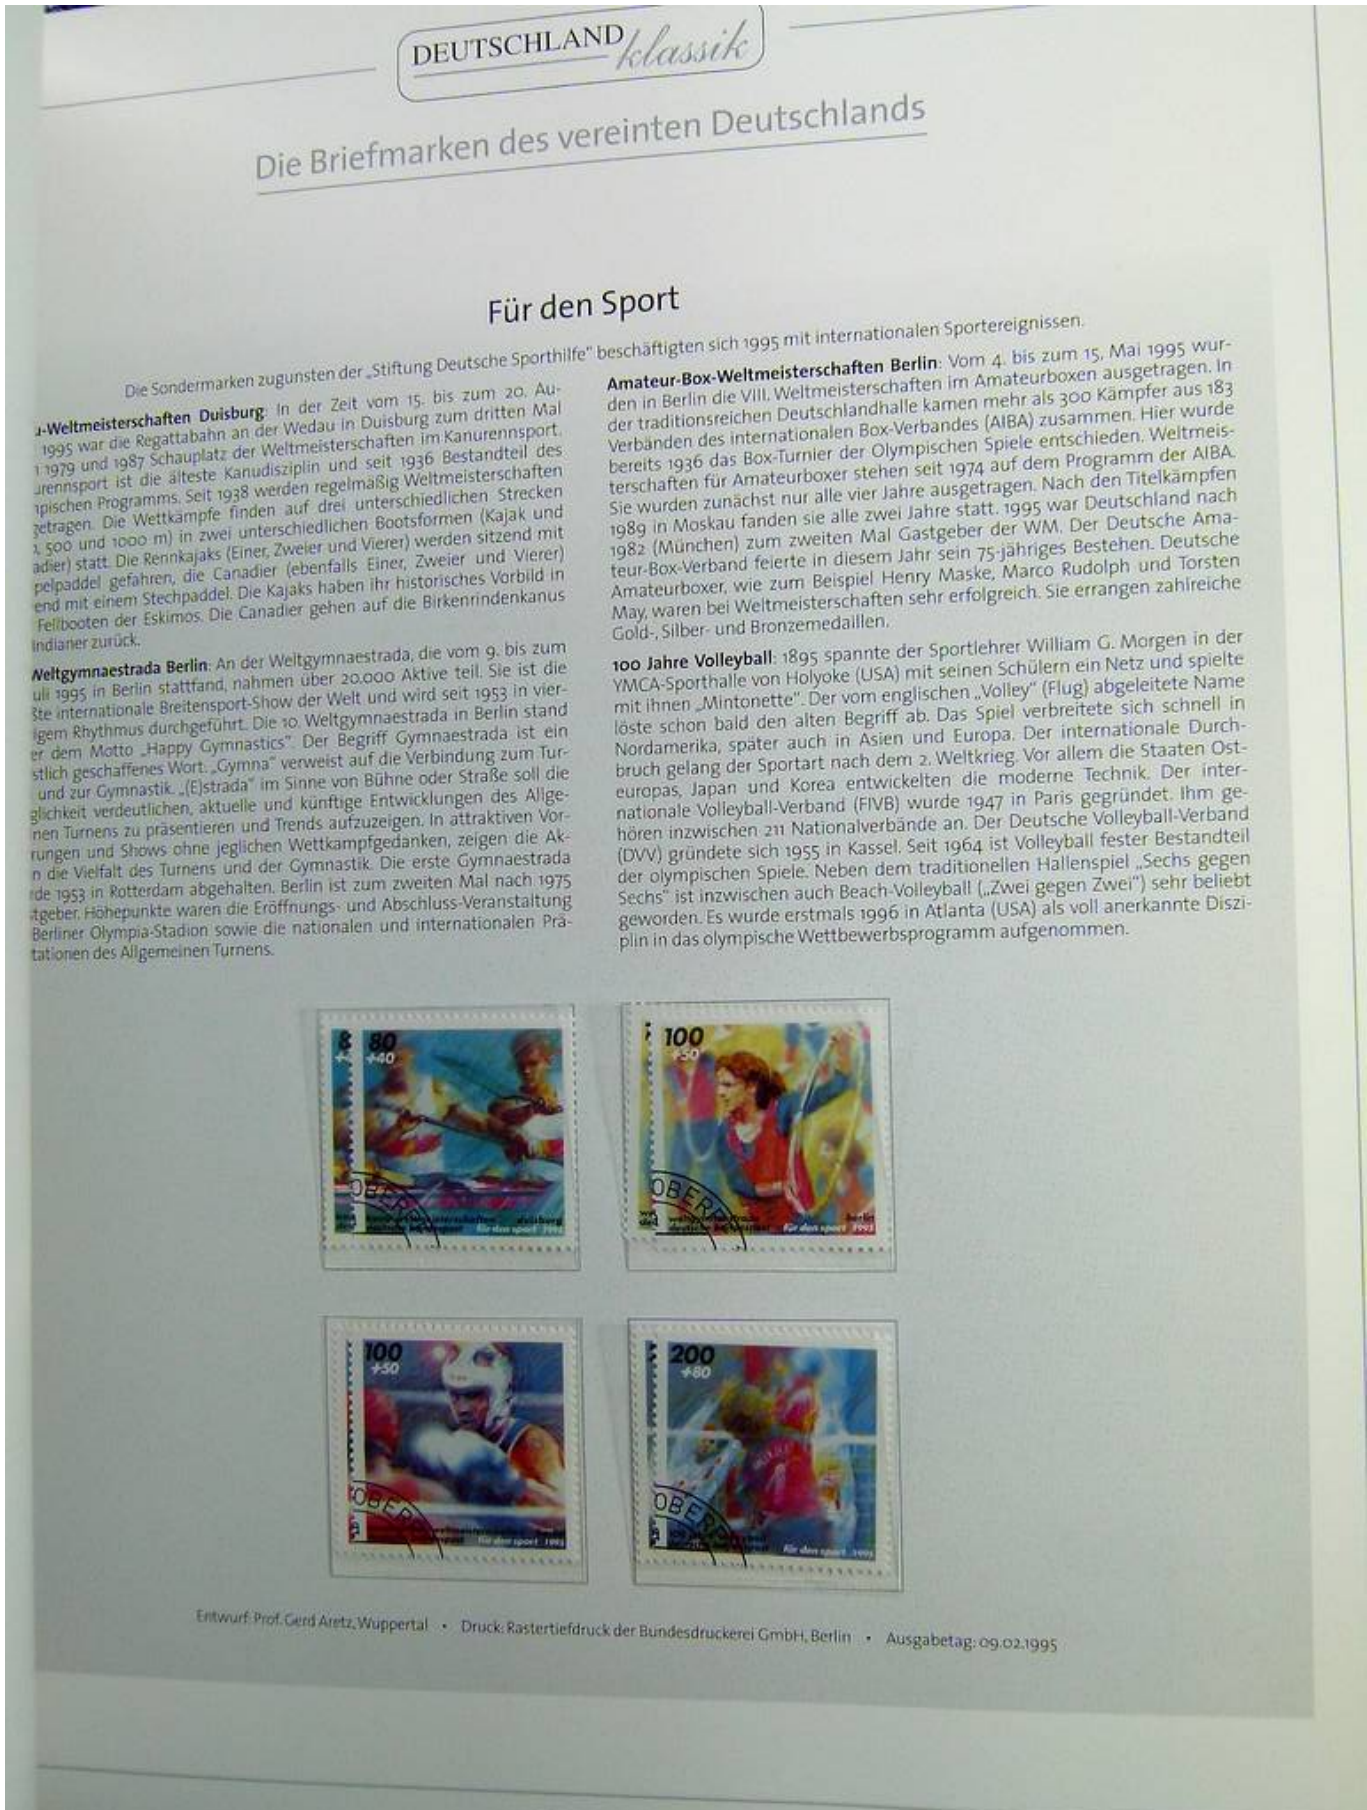 DEUTSCHLAND klassik
Die Briefmarken des vereinten Deutschlands
Für den Sport
Die Sondermarken zugunsten der „Stiftung Deutsche Sporthilfe" beschäftigten sich 1995 mit internationalen Sportereignissen.
-Weltmeisterschaften Duisburg: In der Zeit vom 15. bis zum 20. Au-
1995 war die Regattabahn an der Wedau in Duisburg zum dritten Mal
1979 und 1987 Schauplatz der Weltmeisterschaften im Kanurennsport.
urennsport ist die älteste Kanudisziplin und seit 1936 Bestandteil des
pischen Programms. Seit 1938 werden regelmäßig Weltmeisterschaften
getragen. Die Wettkämpfe finden auf drei unterschiedlichen Strecken
, 500 und 1000 m) in zwei unterschiedlichen Bootsformen (Kajak und
adier) statt. Die Rennkajaks (Einer, Zweier und Vierer) werden sitzend mit
pelpaddel gefahren, die Canadier (ebenfalls Einer, Zweier und Vierer)
end mit einem Stechpaddel. Die Kajaks haben ihr historisches Vorbild in
Fellbooten der Eskimos. Die Canadier gehen auf die Birkenrindenkanus
Indianer zurück.
Weltgymnaestrada Berlin: An der Weltgymnaestrada, die vom 9. bis zum
uli 1995 in Berlin stattfand, nahmen über 20.000 Aktive teil. Sie ist die
ßte internationale Breitensport-Show der Welt und wird seit 1953 in vier-
igem Rhythmus durchgeführt. Die 10. Weltgymnaestrada in Berlin stand
er dem Motto „Happy Gymnastics". Der Begriff Gymnaestrada ist ein
stlich geschaffenes Wort. „Gymna" verweist auf die Verbindung zum Tur-
und zur Gymnastik. „(E)strada" im Sinne von Bühne oder Straße soll die
glichkeit verdeutlichen, aktuelle und künftige Entwicklungen des Allge-
nen Turnens zu präsentieren und Trends aufzuzeigen. In attraktiven Vor-
rungen und Shows ohne jeglichen Wettkampfgedanken, zeigen die Ak-
n die Vielfalt des Turnens und der Gymnastik. Die erste Gymnaestrada
rde 1953 in Rotterdam abgehalten. Berlin ist zum zweiten Mal nach 1975
tgeber. Höhepunkte waren die Eröffnungs- und Abschluss-Veranstaltung
Berliner Olympia-Stadion sowie die nationalen und internationalen Prä-
tationen des Allgemeinen Turnens.
Amateur-Box-Weltmeisterschaften Berlin: Vom 4. bis zum 15. Mai 1995 wur-
den in Berlin die VIII. Weltmeisterschaften im Amateurboxen ausgetragen. In
der traditionsreichen Deutschlandhalle kamen mehr als 300 Kämpfer aus 183
Verbänden des internationalen Box-Verbandes (AIBA) zusammen. Hier wurde
bereits 1936 das Box-Turnier der Olympischen Spiele entschieden. Weltmeis-
terschaften für Amateurboxer stehen seit 1974 auf dem Programm der AIBA.
Sie wurden zunächst nur alle vier Jahre ausgetragen. Nach den Titelkämpfen
1989 in Moskau fanden sie alle zwei Jahre statt. 1995 war Deutschland nach
1982 (München) zum zweiten Mal Gastgeber der WM. Der Deutsche Ama-
teur-Box-Verband feierte in diesem Jahr sein 75-jähriges Bestehen. Deutsche
Amateurboxer, wie zum Beispiel Henry Maske, Marco Rudolph und Torsten
May, waren bei Weltmeisterschaften sehr erfolgreich. Sie errangen zahlreiche
Gold-, Silber- und Bronzemedaillen.
100 Jahre Volleyball: 1895 spannte der Sportlehrer William G. Morgen in der
YMCA-Sporthalle von Holyoke (USA) mit seinen Schülern ein Netz und spielte
mit ihnen „Mintonette". Der vom englischen „Volley" (Flug) abgeleitete Name
löste schon bald den alten Begriff ab. Das Spiel verbreitete sich schnell in
Nordamerika, später auch in Asien und Europa. Der internationale Durch-
bruch gelang der Sportart nach dem 2. Weltkrieg. Vor allem die Staaten Ost-
europas, Japan und Korea entwickelten die moderne Technik. Der inter-
nationale Volleyball-Verband (FIVB) wurde 1947 in Paris gegründet. Ihm ge-
hören inzwischen 211 Nationalverbände an. Der Deutsche Volleyball-Verband
(DVV) gründete sich 1955 in Kassel. Seit 1964 ist Volleyball fester Bestandteil
der olympischen Spiele. Neben dem traditionellen Hallenspiel „Sechs gegen
Sechs" ist inzwischen auch Beach-Volleyball („Zwei gegen Zwei") sehr beliebt
geworden. Es wurde erstmals 1996 in Atlanta (USA) als voll anerkannte Diszi-
plin in das olympische Wettbewerbsprogramm aufgenommen.
80
+40
OBERP
duisburg
für den sport 1995
100
+50
OBERP
berlin
für den sport 1995
100
+50
OBERP
für den sport 1995
200
+80
OBERP
für den sport 1995
Entwurf: Prof. Gerd Aretz, Wuppertal • Druck: Rastertiefdruck der Bundesdruckerei GmbH, Berlin • Ausgabetag: 09.02.1995